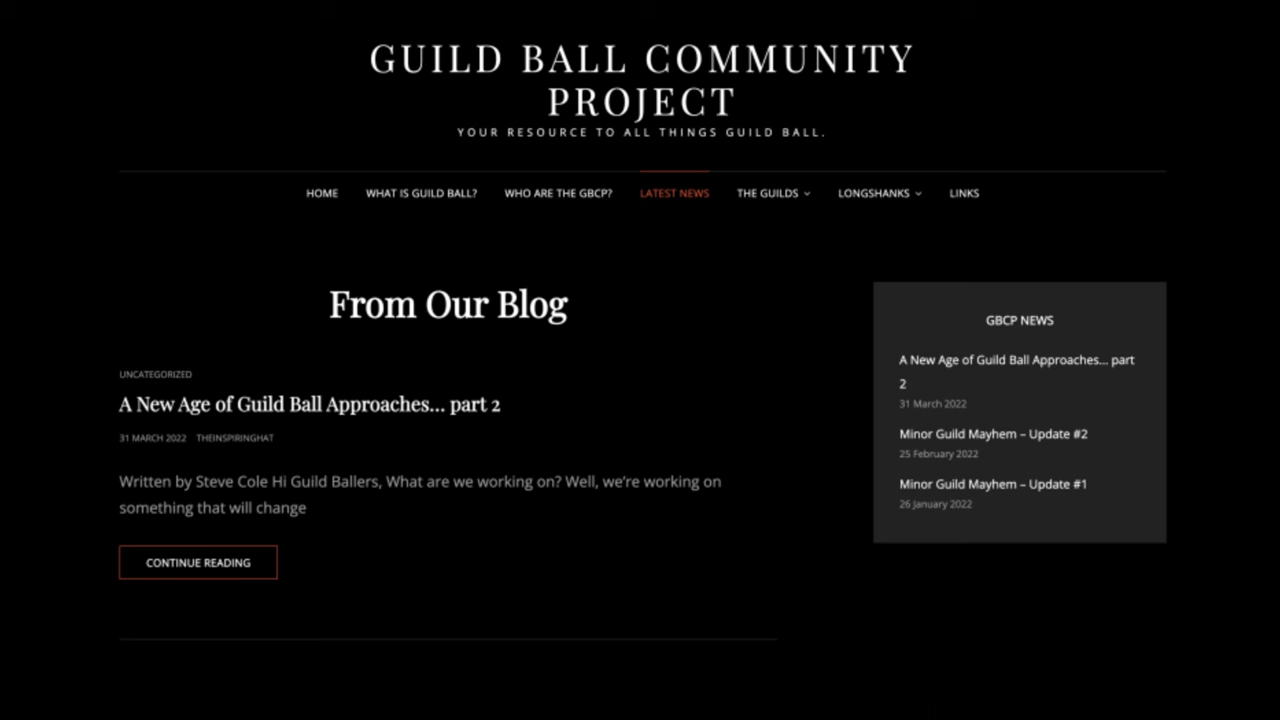 GUILD BALL COMMUNITY
PROJECT
YOUR RESOURCE TO ALL THINGS GUILD BALL.
HOME WHAT IS GUILD BALL? WHO ARE THE GBCP? LATEST NEWS THE GUILDS LONGSHANKS LINKS
From Our Blog
UNCATEGORIZED
A New Age of Guild Ball Approaches... part 2
31 MARCH 2022 THEINSPIRINGHAT
Written by Steve Cole Hi Guild Ballers, What are we working on? Well, we're working on
something that will change
CONTINUE READING
GBCP NEWS
A New Age of Guild Ball Approaches... part
2
31 March 2022
Minor Guild Mayhem – Update #2
25 February 2022
Minor Guild Mayhem – Update #1
26 January 2022